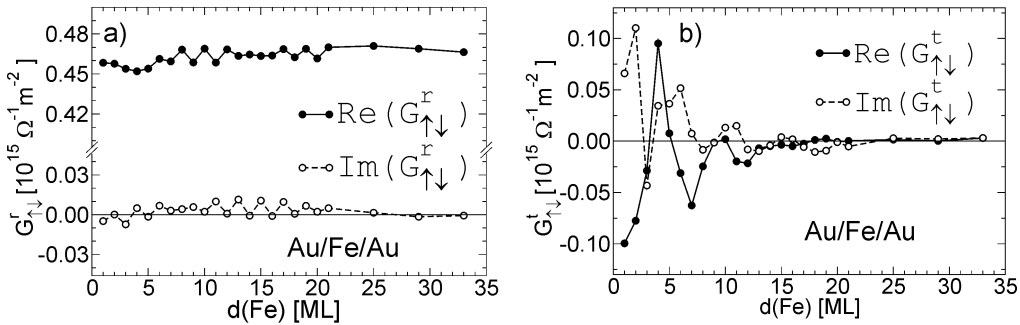 a)
0.48
0.45
0.42
0.03
0.00
-0.03
G^r_↑↓ [10^15 Ω^-1 m^-2]
Re(G^r_↑↓)
Im(G^r_↑↓)
Au/Fe/Au
0 5 10 15 20 25 30 35
d(Fe) [ML]
b)
0.10
0.05
0.00
-0.05
-0.10
G^t_↑↓ [10^15 Ω^-1 m^-2]
Re(G^t_↑↓)
Im(G^t_↑↓)
Au/Fe/Au
0 5 10 15 20 25 30 35
d(Fe) [ML]